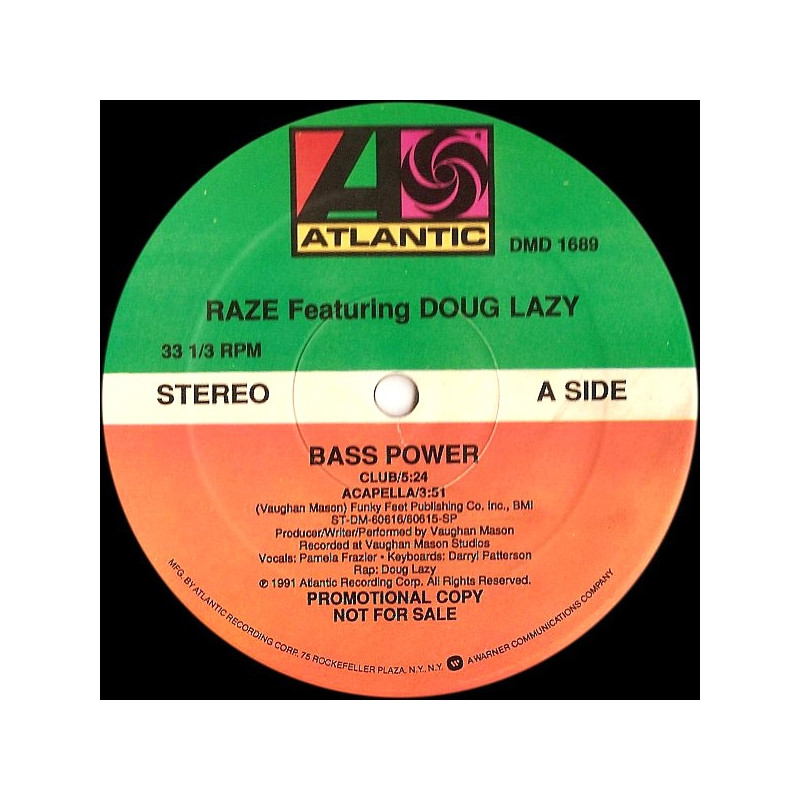 ATLANTIC
DMD 1689
RAZE Featuring DOUG LAZY
33 1/3 RPM
STEREO
A SIDE
BASS POWER
CLUB/5:24
ACAPELLA/3:51
(Vaughan Mason) Funky Feet Publishing Co. Inc., BMI
ST-DM-60616/60615-SP
Producer/Writer/Performed by Vaughan Mason
Recorded at Vaughan Mason Studios
Vocals: Pamela Frazier • Keyboards: Darryl Patterson
Rap: Doug Lazy
℗ 1991 Atlantic Recording Corp. All Rights Reserved.
PROMOTIONAL COPY
NOT FOR SALE
MFG. BY ATLANTIC RECORDING CORP., 75 ROCKEFELLER PLAZA, N.Y., N.Y. A WARNER COMMUNICATIONS COMPANY